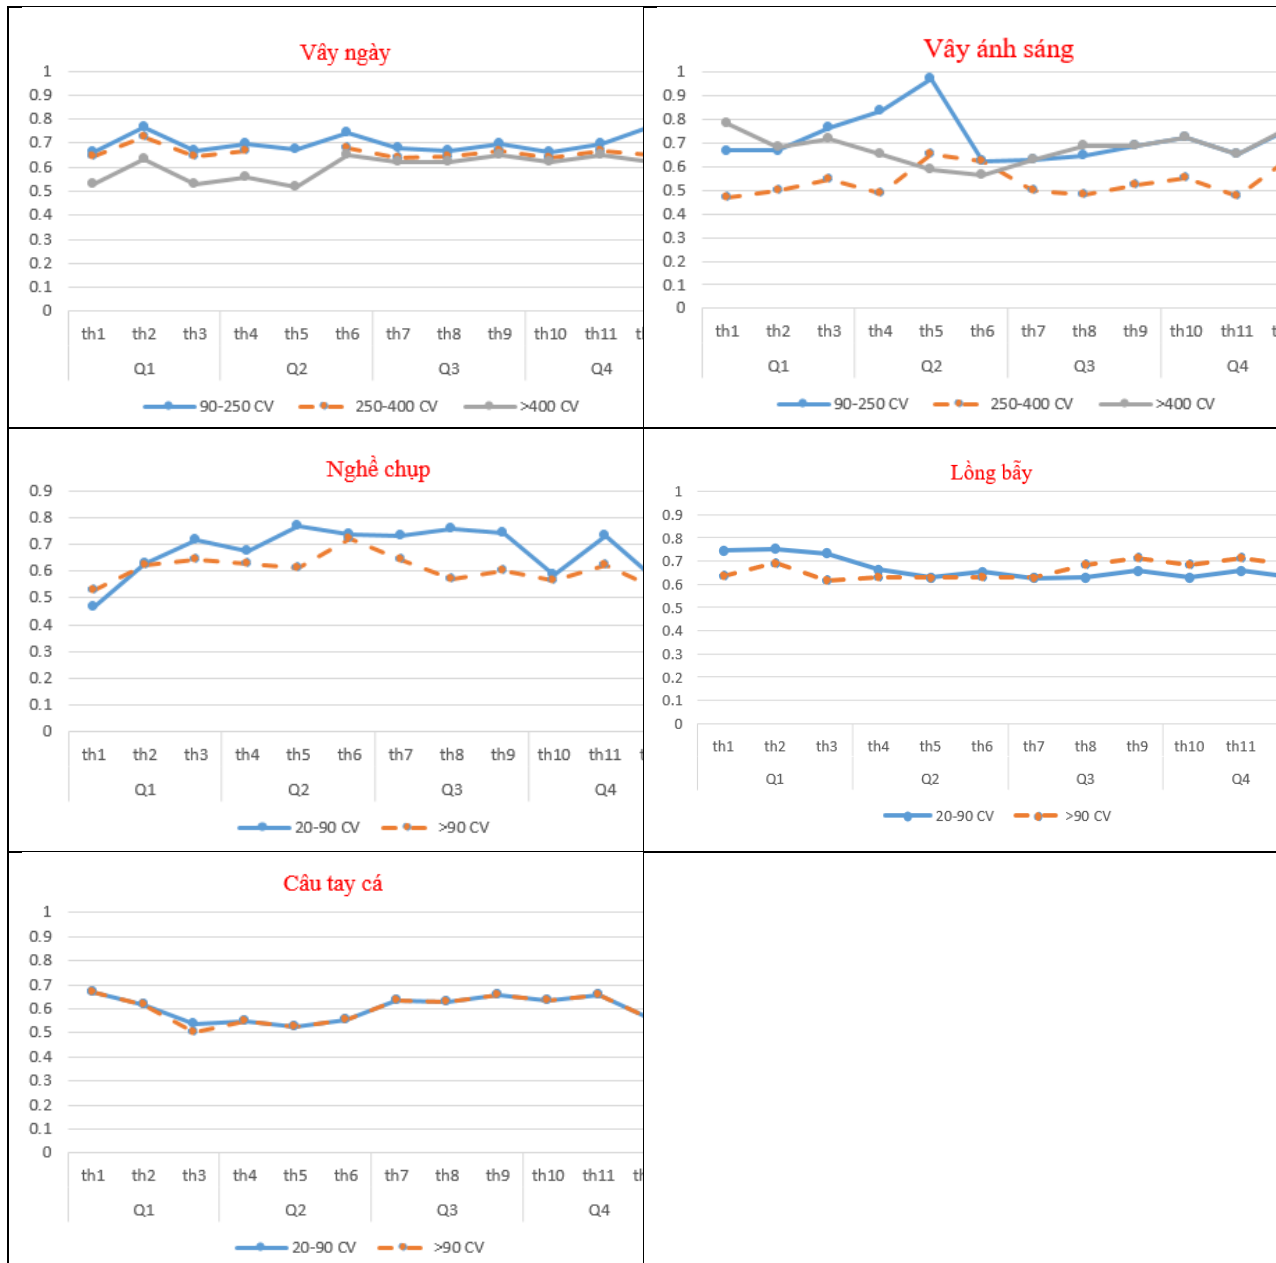 Vây ngày
1
0.9
0.8
0.7
0.6
0.5
0.4
0.3
0.2
0.1
0
th1 th2 th3 th4 th5 th6 th7 th8 th9 th10 th11
Q1 Q2 Q3 Q4
90-250 CV 250-400 CV >400 CV
Vây ánh sáng
1
0.9
0.8
0.7
0.6
0.5
0.4
0.3
0.2
0.1
0
th1 th2 th3 th4 th5 th6 th7 th8 th9 th10 th11
Q1 Q2 Q3 Q4
90-250 CV 250-400 CV >400 CV
Nghề chụp
0.9
0.8
0.7
0.6
0.5
0.4
0.3
0.2
0.1
0
th1 th2 th3 th4 th5 th6 th7 th8 th9 th10 th11
Q1 Q2 Q3 Q4
20-90 CV >90 CV
Lồng bẫy
1
0.9
0.8
0.7
0.6
0.5
0.4
0.3
0.2
0.1
0
th1 th2 th3 th4 th5 th6 th7 th8 th9 th10 th11
Q1 Q2 Q3 Q4
20-90 CV >90 CV
Câu tay cá
1
0.9
0.8
0.7
0.6
0.5
0.4
0.3
0.2
0.1
0
th1 th2 th3 th4 th5 th6 th7 th8 th9 th10 th11
Q1 Q2 Q3 Q4
20-90 CV >90 CV